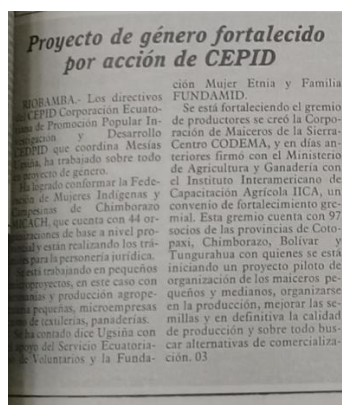 Proyecto de género fortalecido
por acción de CEPID
RIOBAMBA.- Los directivos
del CEPID Corporación Ecuato-
de Promoción Popular In-
y Desarrollo
que coordina Mesías
ha trabajado sobre todo
proyecto de género.
Ha logrado conformar la Fede-
de Mujeres Indígenas y
de Chimborazo
que cuenta con 44 or-
de base a nivel pro-
y están realizando los trá-
para la personería jurídica.
Se está trabajando en pequeños
en este caso con
y producción agrope-
pequeñas, microempresas
de textilerías, panaderías.
Se ha contado dice Ugsiña con
apoyo del Servicio Ecuatoria-
de Voluntarios y la Funda-
ción Mujer Etnia y Familia
FUNDAMID.
Se está fortaleciendo el gremio
de productores se creó la Corpo-
ración de Maiceros de la Sierra-
Centro CODEMA, y en días an-
teriores firmó con el Ministerio
de Agricultura y Ganadería con
el Instituto Interamericano de
Capacitación Agrícola IICA, un
convenio de fortalecimiento gre-
mial. Esta gremio cuenta con 97
socios de las provincias de Coto-
paxi, Chimborazo, Bolívar y
Tungurahua con quienes se está
iniciando un proyecto piloto de
organización de los maiceros pe-
queños y medianos, organizarse
en la producción, mejorar las se-
millas y en definitiva la calidad
de producción y sobre todo bus-
car alternativas de comercializa-
ción. 03